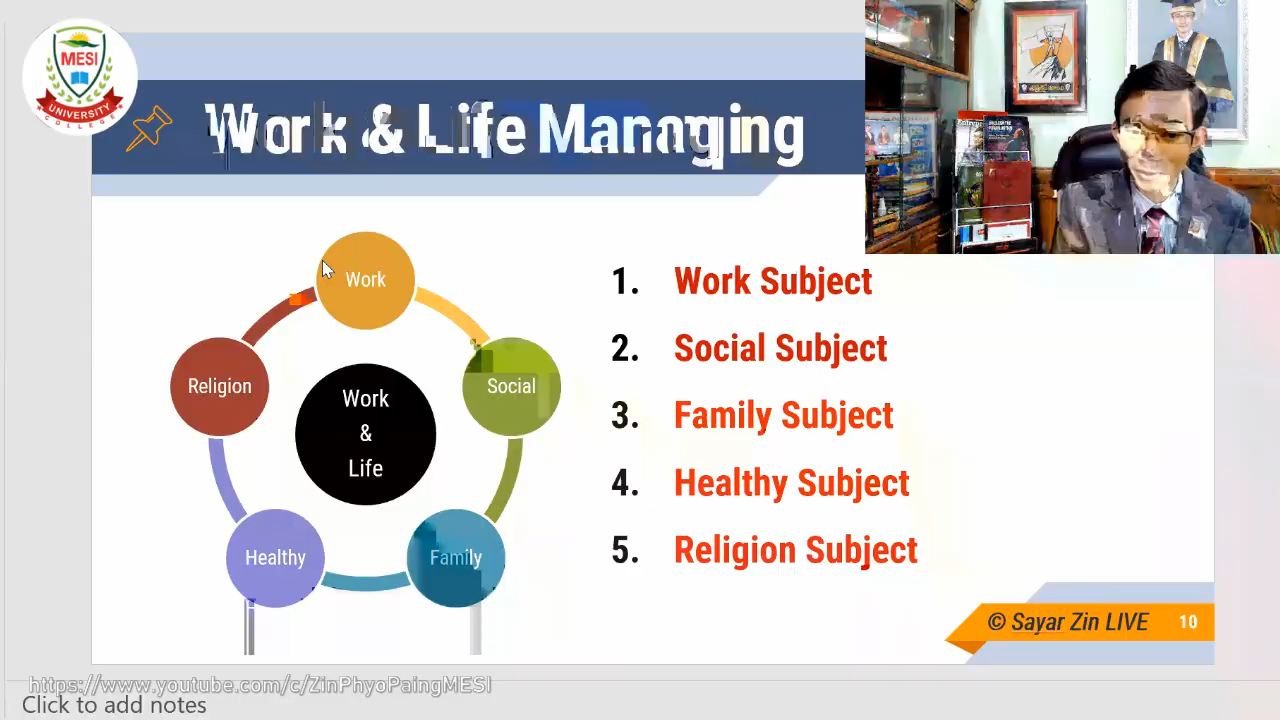 MESI
UNIVERSITY
COLLEGE
Work & Life Managing
Work
Social
Family
Healthy
Religion
Work
&
Life
1. Work Subject
2. Social Subject
3. Family Subject
4. Healthy Subject
5. Religion Subject
© Sayar Zin LIVE 10
https://www.youtube.com/c/ZinPhyoPaingMESI
Click to add notes